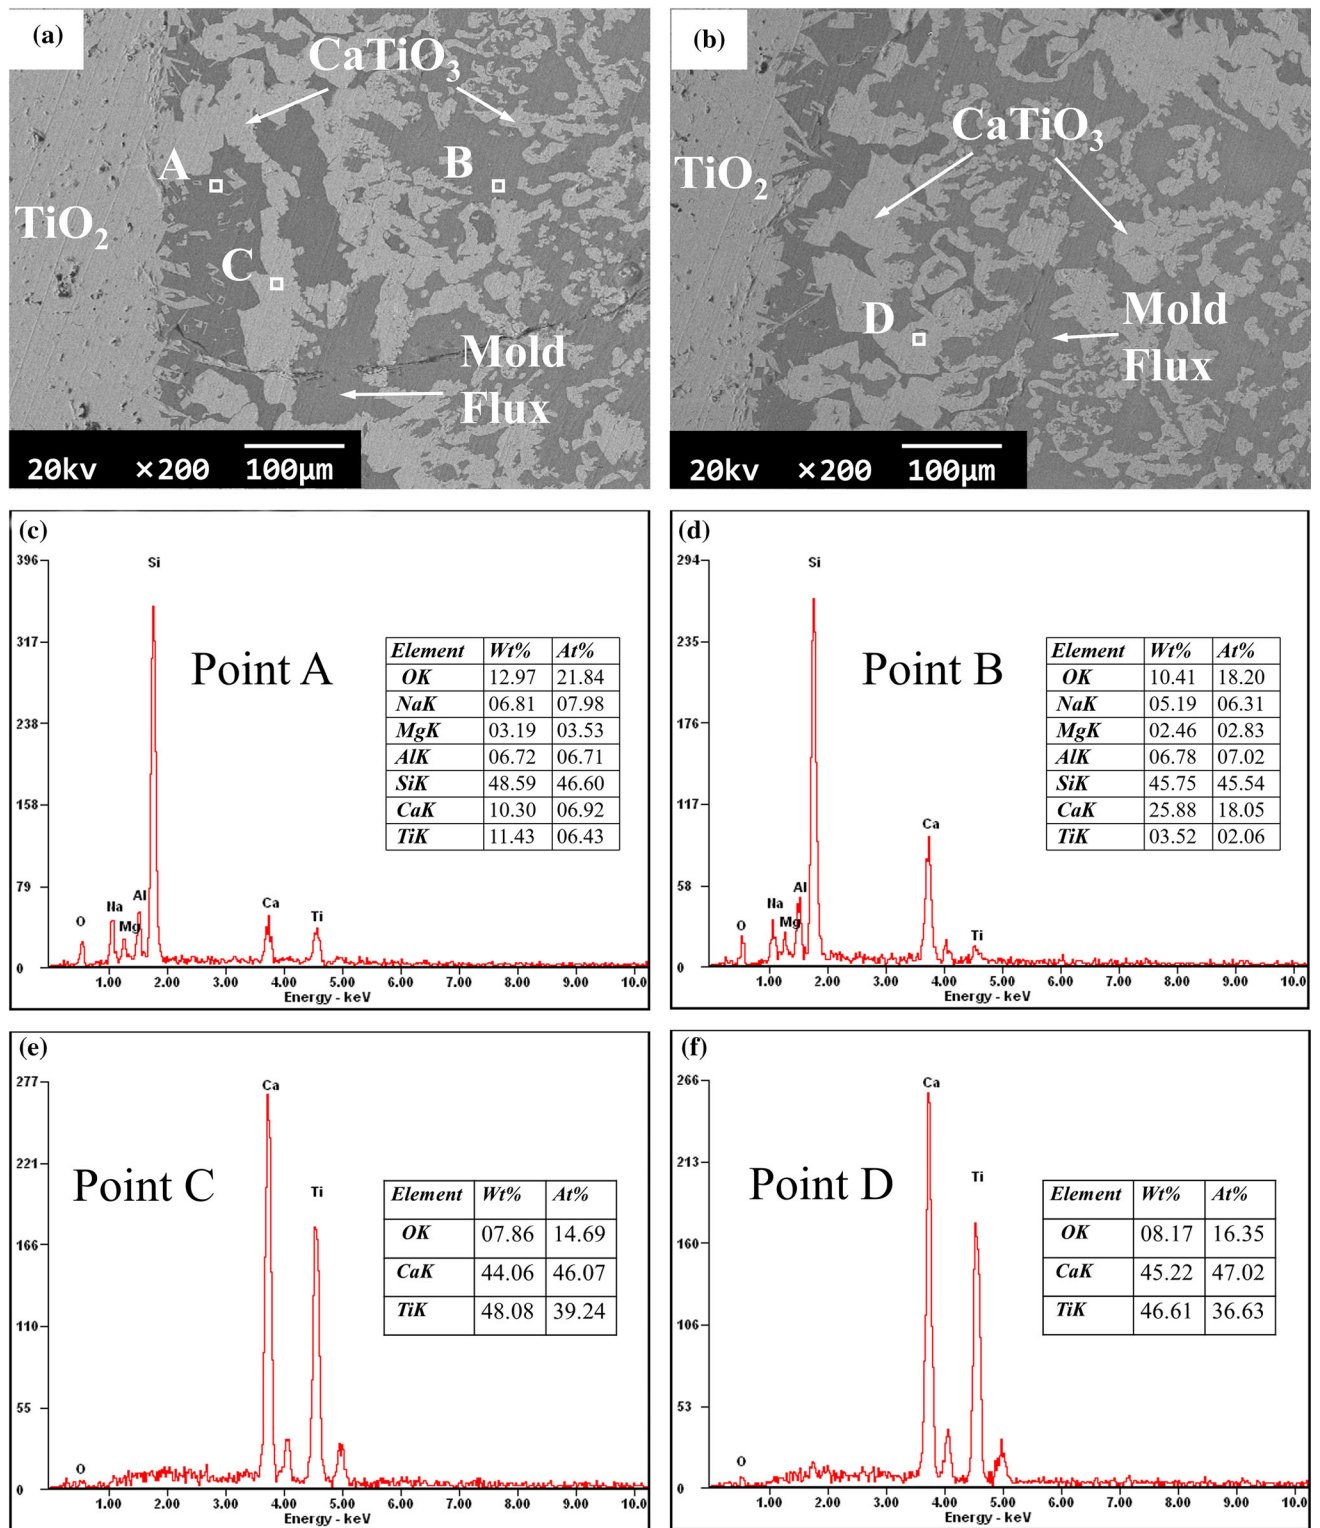 (a)
CaTiO3
A
B
TiO2
C
Mold
Flux
20kv ×200 100μm
(b)
CaTiO3
TiO2
D
Mold
Flux
20kv ×200 100μm
(c)
Point A
396
317
238
158
79
0
Si
O Na Mg Al Ca Ti
1.00 2.00 3.00 4.00 5.00 6.00 7.00 8.00 9.00 10.0
Energy - keV
Element Wt% At%
OK 12.97 21.84
NaK 06.81 07.98
MgK 03.19 03.53
AlK 06.72 06.71
SiK 48.59 46.60
CaK 10.30 06.92
TiK 11.43 06.43
(d)
Point B
294
235
176
117
58
0
Si
O Na Mg Al Ca Ti
1.00 2.00 3.00 4.00 5.00 6.00 7.00 8.00 9.00 10.0
Energy - keV
Element Wt% At%
OK 10.41 18.20
NaK 05.19 06.31
MgK 02.46 02.83
AlK 06.78 07.02
SiK 45.75 45.54
CaK 25.88 18.05
TiK 03.52 02.06
(e)
Point C
277
221
166
110
55
0
O Ca Ti
1.00 2.00 3.00 4.00 5.00 6.00 7.00 8.00 9.00 10.0
Energy - keV
Element Wt% At%
OK 07.86 14.69
CaK 44.06 46.07
TiK 48.08 39.24
(f)
Point D
266
213
160
106
53
0
O Ca Ti
1.00 2.00 3.00 4.00 5.00 6.00 7.00 8.00 9.00 10.0
Energy - keV
Element Wt% At%
OK 08.17 16.35
CaK 45.22 47.02
TiK 46.61 36.63